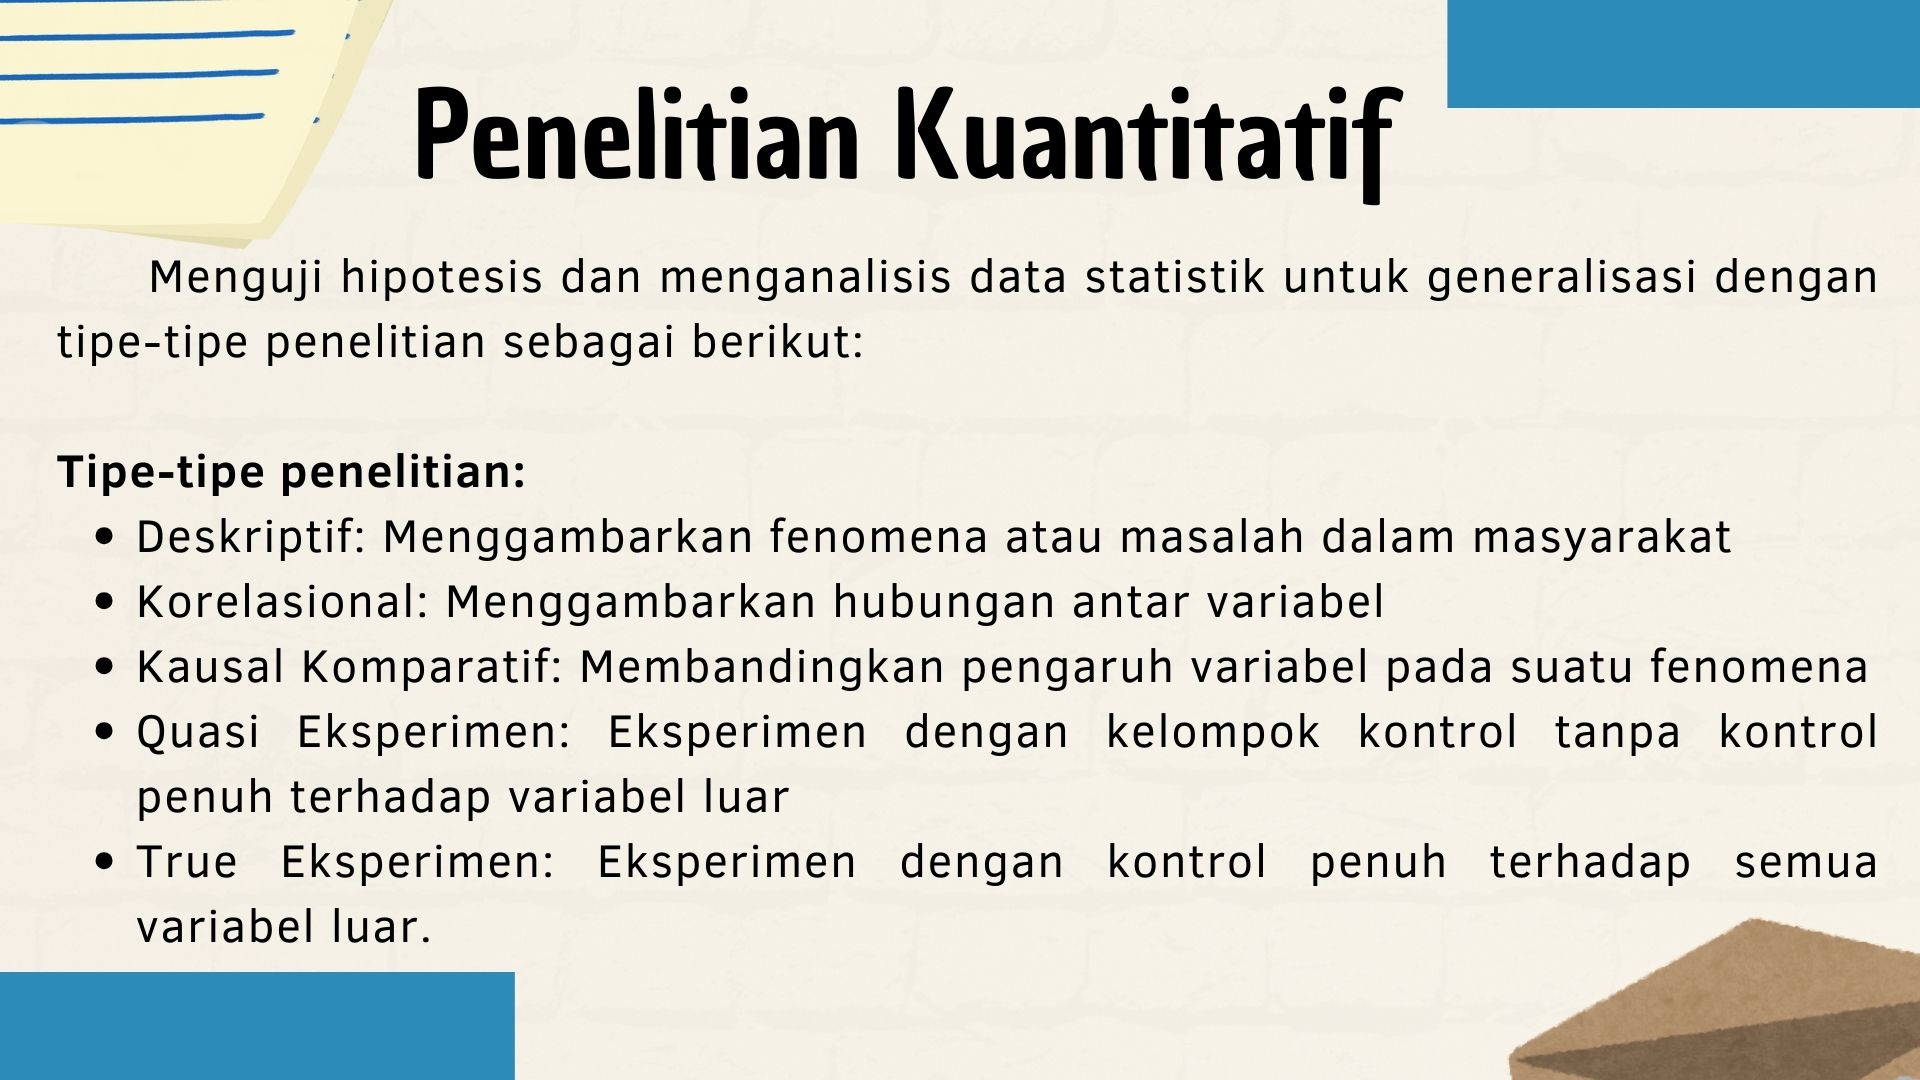 Penelitian Kuantitatif
Menguji hipotesis dan menganalisis data statistik untuk generalisasi dengan
tipe-tipe penelitian sebagai berikut:
Tipe-tipe penelitian:
• Deskriptif: Menggambarkan fenomena atau masalah dalam masyarakat
• Korelasional: Menggambarkan hubungan antar variabel
• Kausal Komparatif: Membandingkan pengaruh variabel pada suatu fenomena
• Quasi Eksperimen: Eksperimen dengan kelompok kontrol tanpa kontrol
penuh terhadap variabel luar
• True Eksperimen: Eksperimen dengan kontrol penuh terhadap semua
variabel luar.